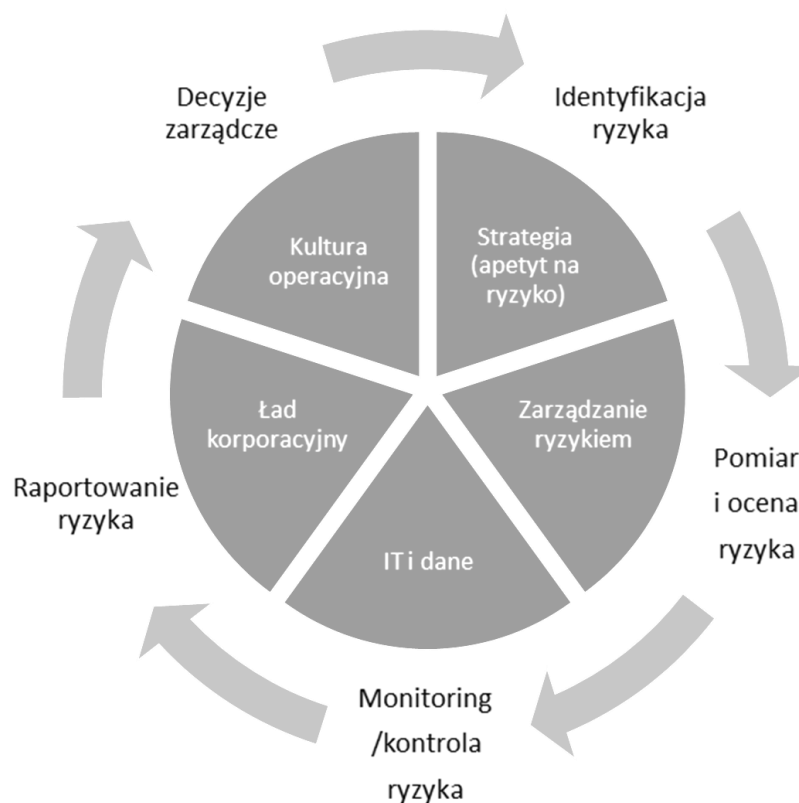 Decyzje
zarządcze
Identyfikacja
ryzyka
Kultura
operacyjna
Strategia
(apetyt na
ryzyko)
Ład
korporacyjny
Zarządzanie
ryzykiem
IT i dane
Raportowanie
ryzyka
Pomiar
i ocena
ryzyka
Monitoring
/kontrola
ryzyka